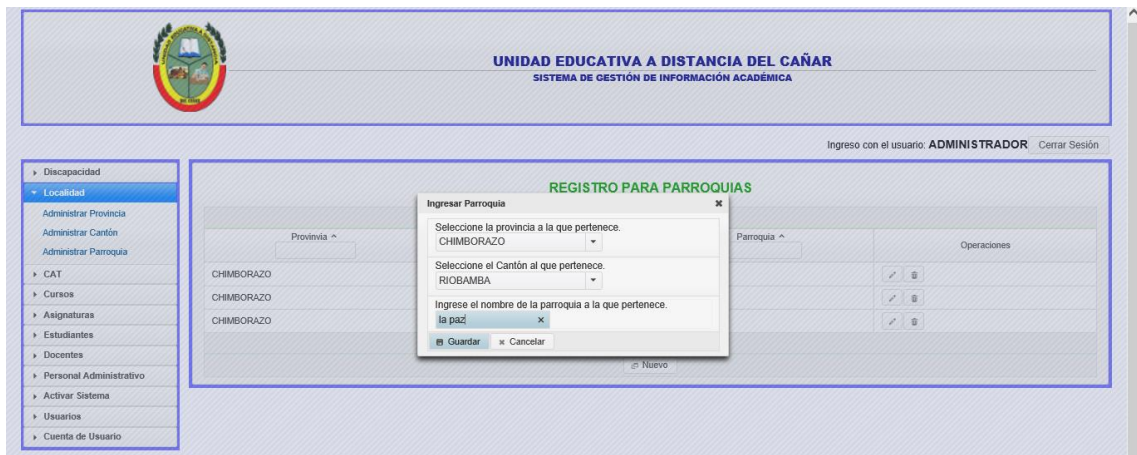 UNIDAD EDUCATIVA A DISTANCIA DEL CAÑAR
SISTEMA DE GESTIÓN DE INFORMACIÓN ACADÉMICA
Ingreso con el usuario: ADMINISTRADOR Cerrar Sesión
Discapacidad
Localidad
Administrar Provincia
Administrar Cantón
Administrar Parroquia
CAT
Cursos
Asignaturas
Estudiantes
Docentes
Personal Administrativo
Activar Sistema
Usuarios
Cuenta de Usuario
REGISTRO PARA PARROQUIAS
Provinvia Parroquia Operaciones
CHIMBORAZO
CHIMBORAZO
CHIMBORAZO
Nuevo
Ingresar Parroquia
Seleccione la provincia a la que pertenece.
CHIMBORAZO
Seleccione el Cantón al que pertenece.
RIOBAMBA
Ingrese el nombre de la parroquia a la que pertenece.
la paz
Guardar Cancelar